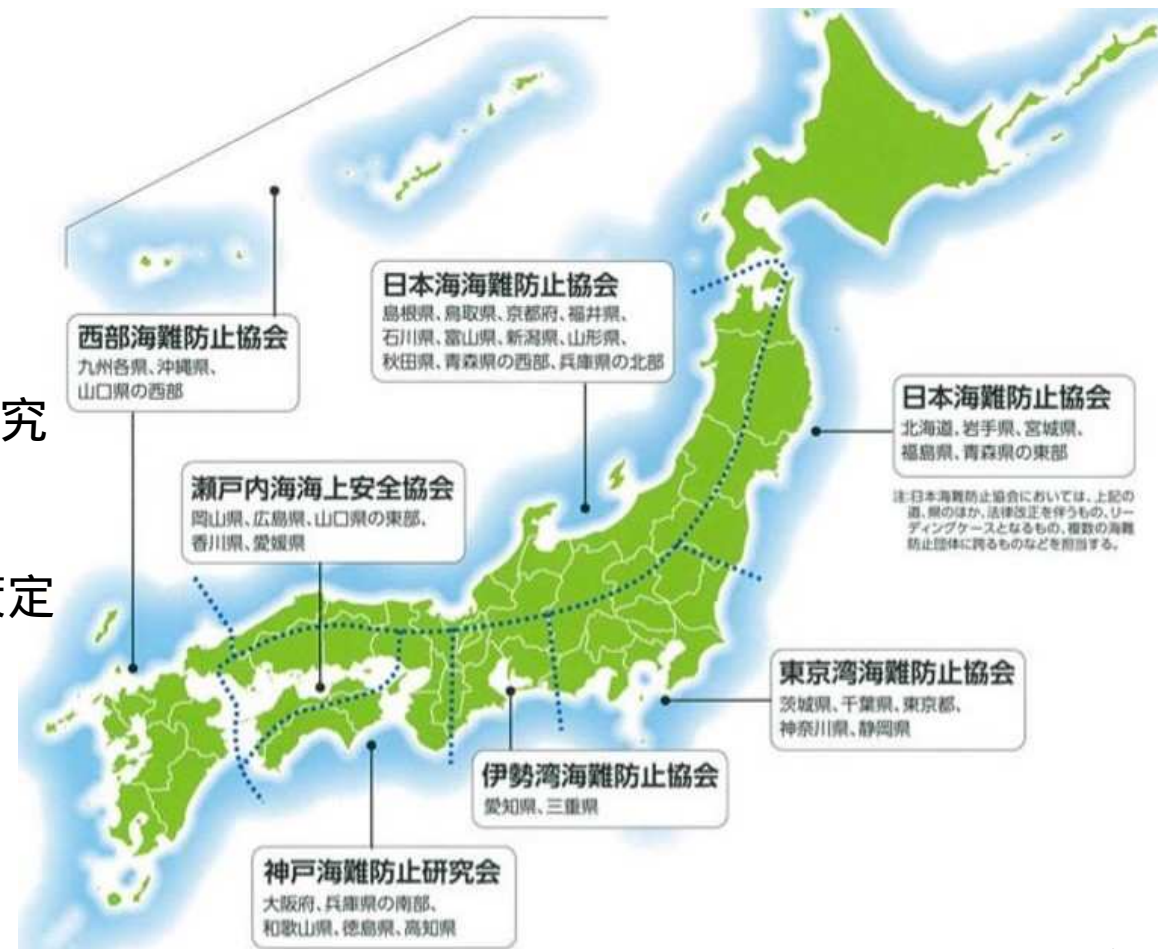 西部海難防止協会
九州各県、沖縄県、
山口県の西部
日本海海難防止協会
島根県、鳥取県、京都府、福井県、
石川県、富山県、新潟県、山形県、
秋田県、青森県の西部、兵庫県の北部
日本海難防止協会
北海道、岩手県、宮城県、
福島県、青森県の東部
注:日本海難防止協会においては、上記の
道、県のほか、法律改正を伴うもの、リー
ディングケースとなるもの、複数の海難
防止団体に跨るものなどを担当する。
究
瀬戸内海海上安全協会
岡山県、広島県、山口県の東部、
香川県、愛媛県
定
東京湾海難防止協会
茨城県、千葉県、東京都、
神奈川県、静岡県
伊勢湾海難防止協会
愛知県、三重県
神戸海難防止研究会
大阪府、兵庫県の南部、
和歌山県、徳島県、高知県